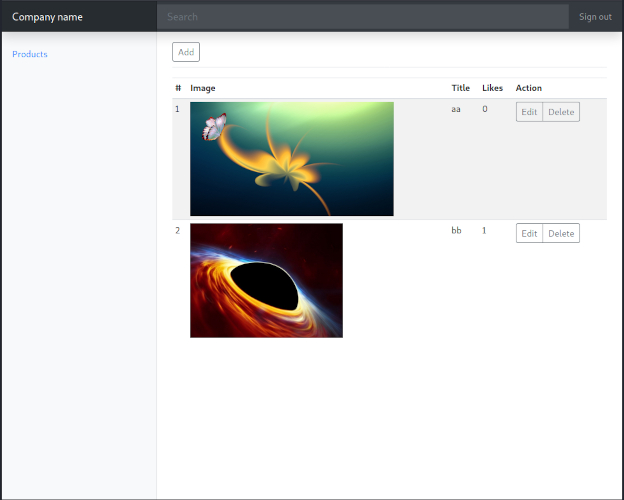 Company name Search Sign out
Products
Add
# Image Title Likes Action
1 aa 0 Edit Delete
2 bb 1 Edit Delete